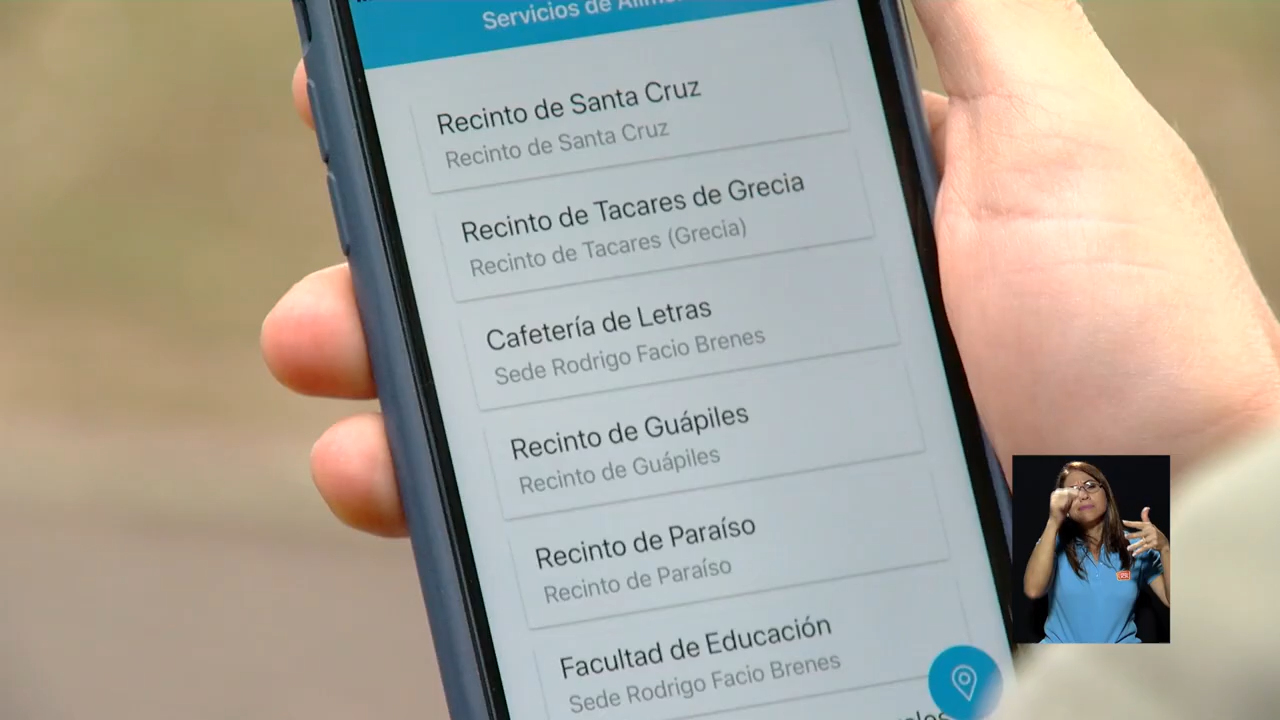 Servicios de
Recinto de Santa Cruz
Recinto de Santa Cruz
Recinto de Tacares de Grecia
Recinto de Tacares (Grecia)
Cafetería de Letras
Sede Rodrigo Facio Brenes
Recinto de Guápiles
Recinto de Guápiles
Recinto de Paraíso
Recinto de Paraíso
Facultad de Educación
Sede Rodrigo Facio Brenes